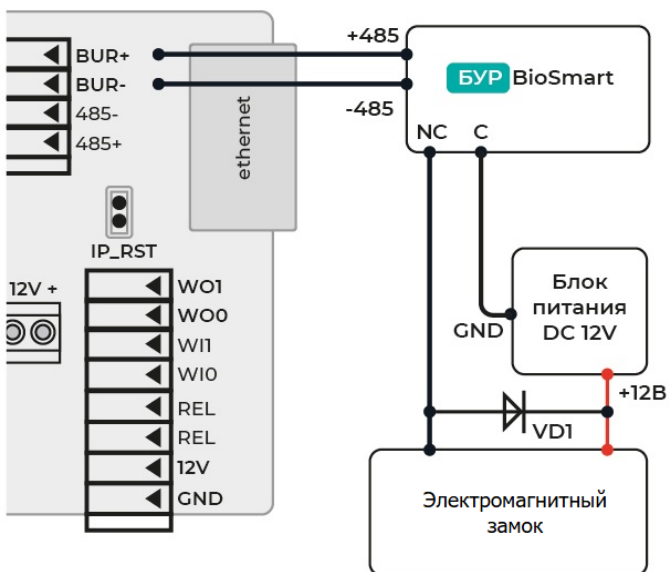 BUR+
BUR-
485-
485+
ethernet
+485
-485
БУР BioSmart
NC C
IP_RST
12V +
WO1
WO0
WI1
WI0
REL
REL
12V
GND
Блок
питания
DC 12V
GND
+12В
VD1
Электромагнитный
замок